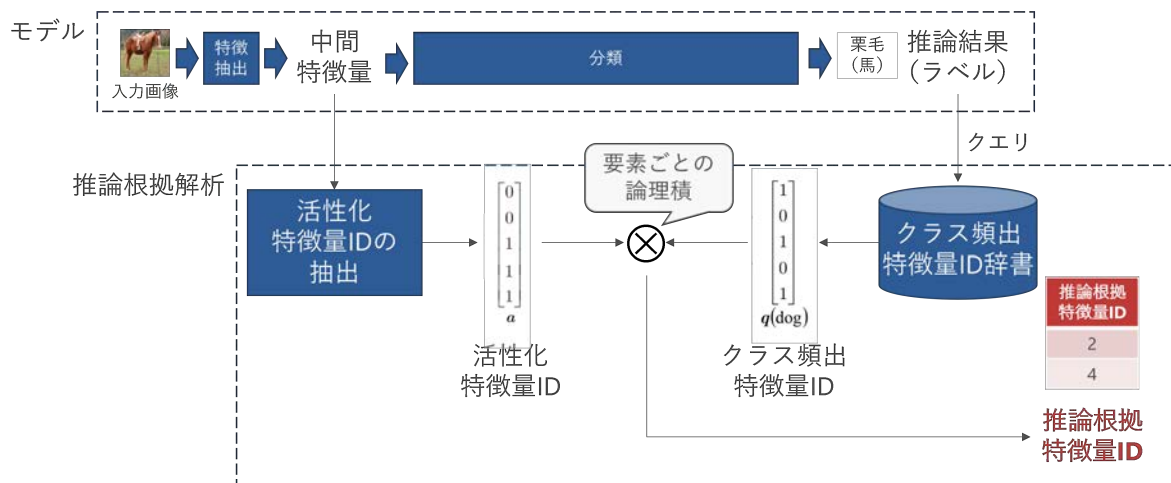 モデル
入力画像
特徴
抽出
中間
特徴量
分類
栗毛
（馬）
推論結果
（ラベル）
クエリ
推論根拠解析
活性化
特徴量IDの
抽出
0
0
1
1
1
a
活性化
特徴量ID
要素ごとの
論理積
1
0
1
0
1
q(dog)
クラス頻出
特徴量ID
クラス頻出
特徴量ID辞書
推論根拠
特徴量ID
2
4
推論根拠
特徴量ID